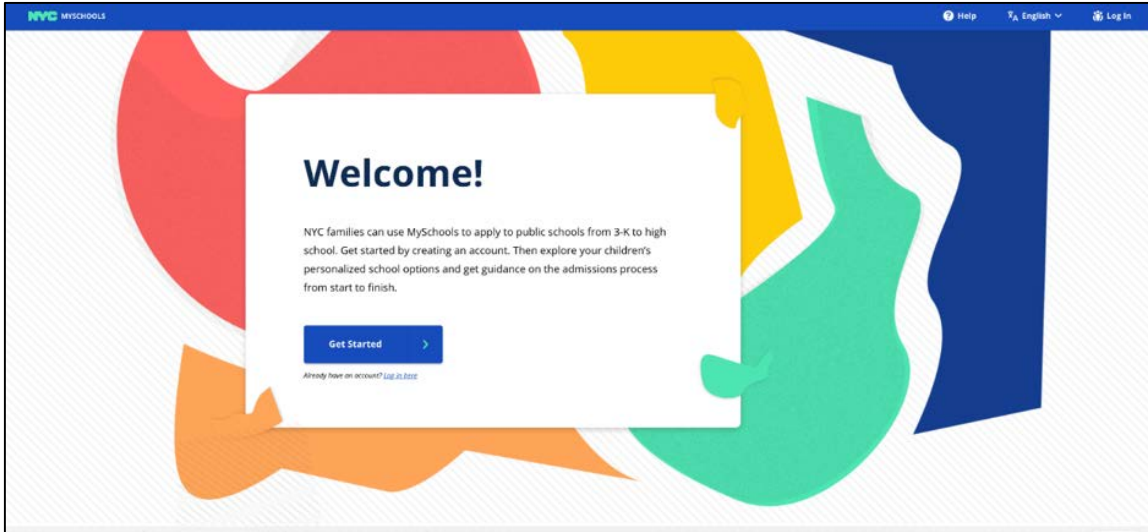 NYC MYSCHOOLS
Help
English
Log In
Welcome!
NYC families can use MySchools to apply to public schools from 3-K to high
school. Get started by creating an account. Then explore your children's
personalized school options and get guidance on the admissions process
from start to finish.
Get Started
Already have an account? Log in here